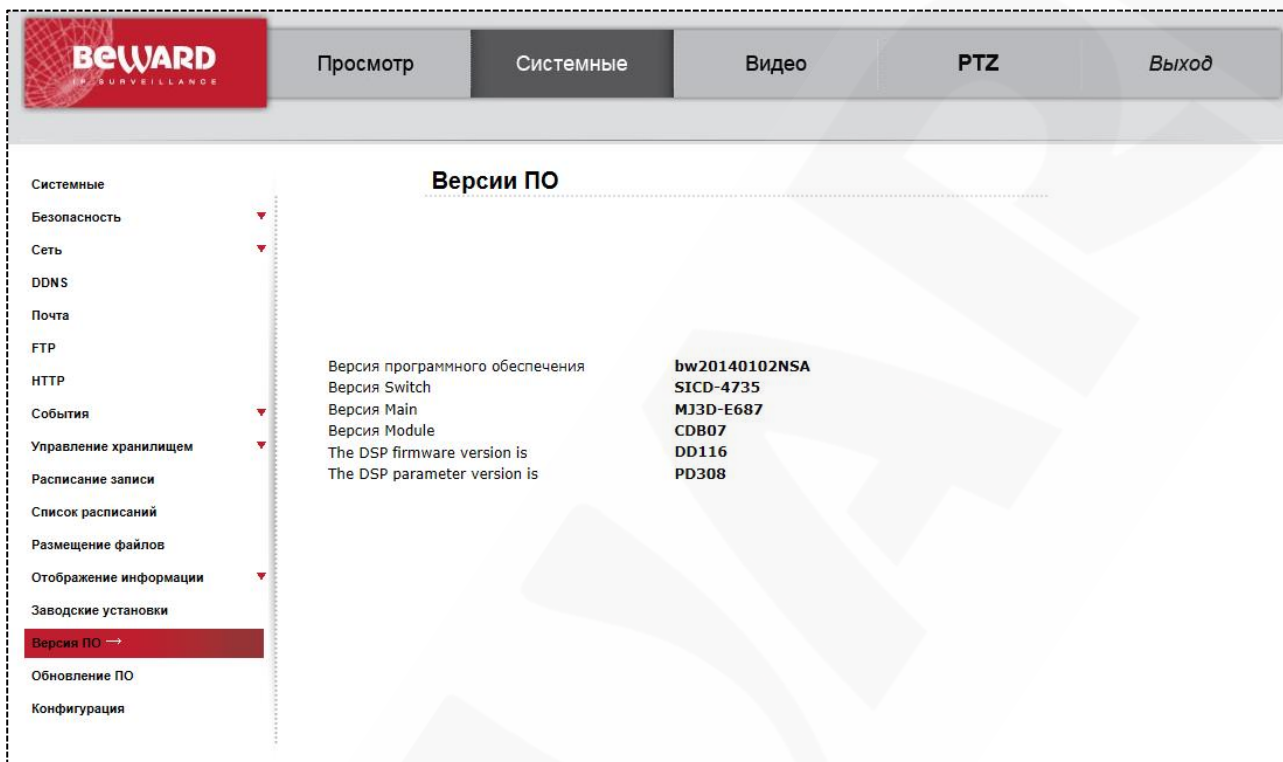 BEWARD
IP SURVEILLANCE
Просмотр
Системные
Видео
PTZ
Выход
Версии ПО
Системные
Безопасность
Сеть
DDNS
Почта
FTP
HTTP
События
Управление хранилищем
Расписание записи
Список расписаний
Размещение файлов
Отображение информации
Заводские установки
Версия ПО →
Обновление ПО
Конфигурация
Версия программного обеспечения bw20140102NSA
Версия Switch SICD-4735
Версия Main MJ3D-E687
Версия Module CDB07
The DSP firmware version is DD116
The DSP parameter version is PD308